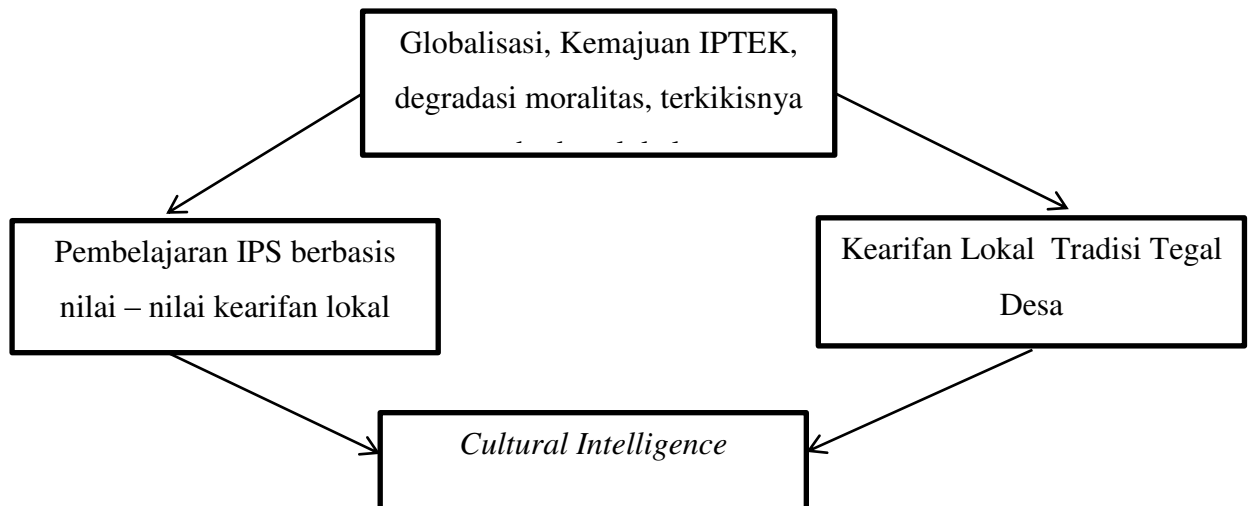 Globalisasi, Kemajuan IPTEK,
degradasi moralitas, terkikisnya
Pembelajaran IPS berbasis
nilai – nilai kearifan lokal
Kearifan Lokal Tradisi Tegal
Desa
Cultural Intelligence